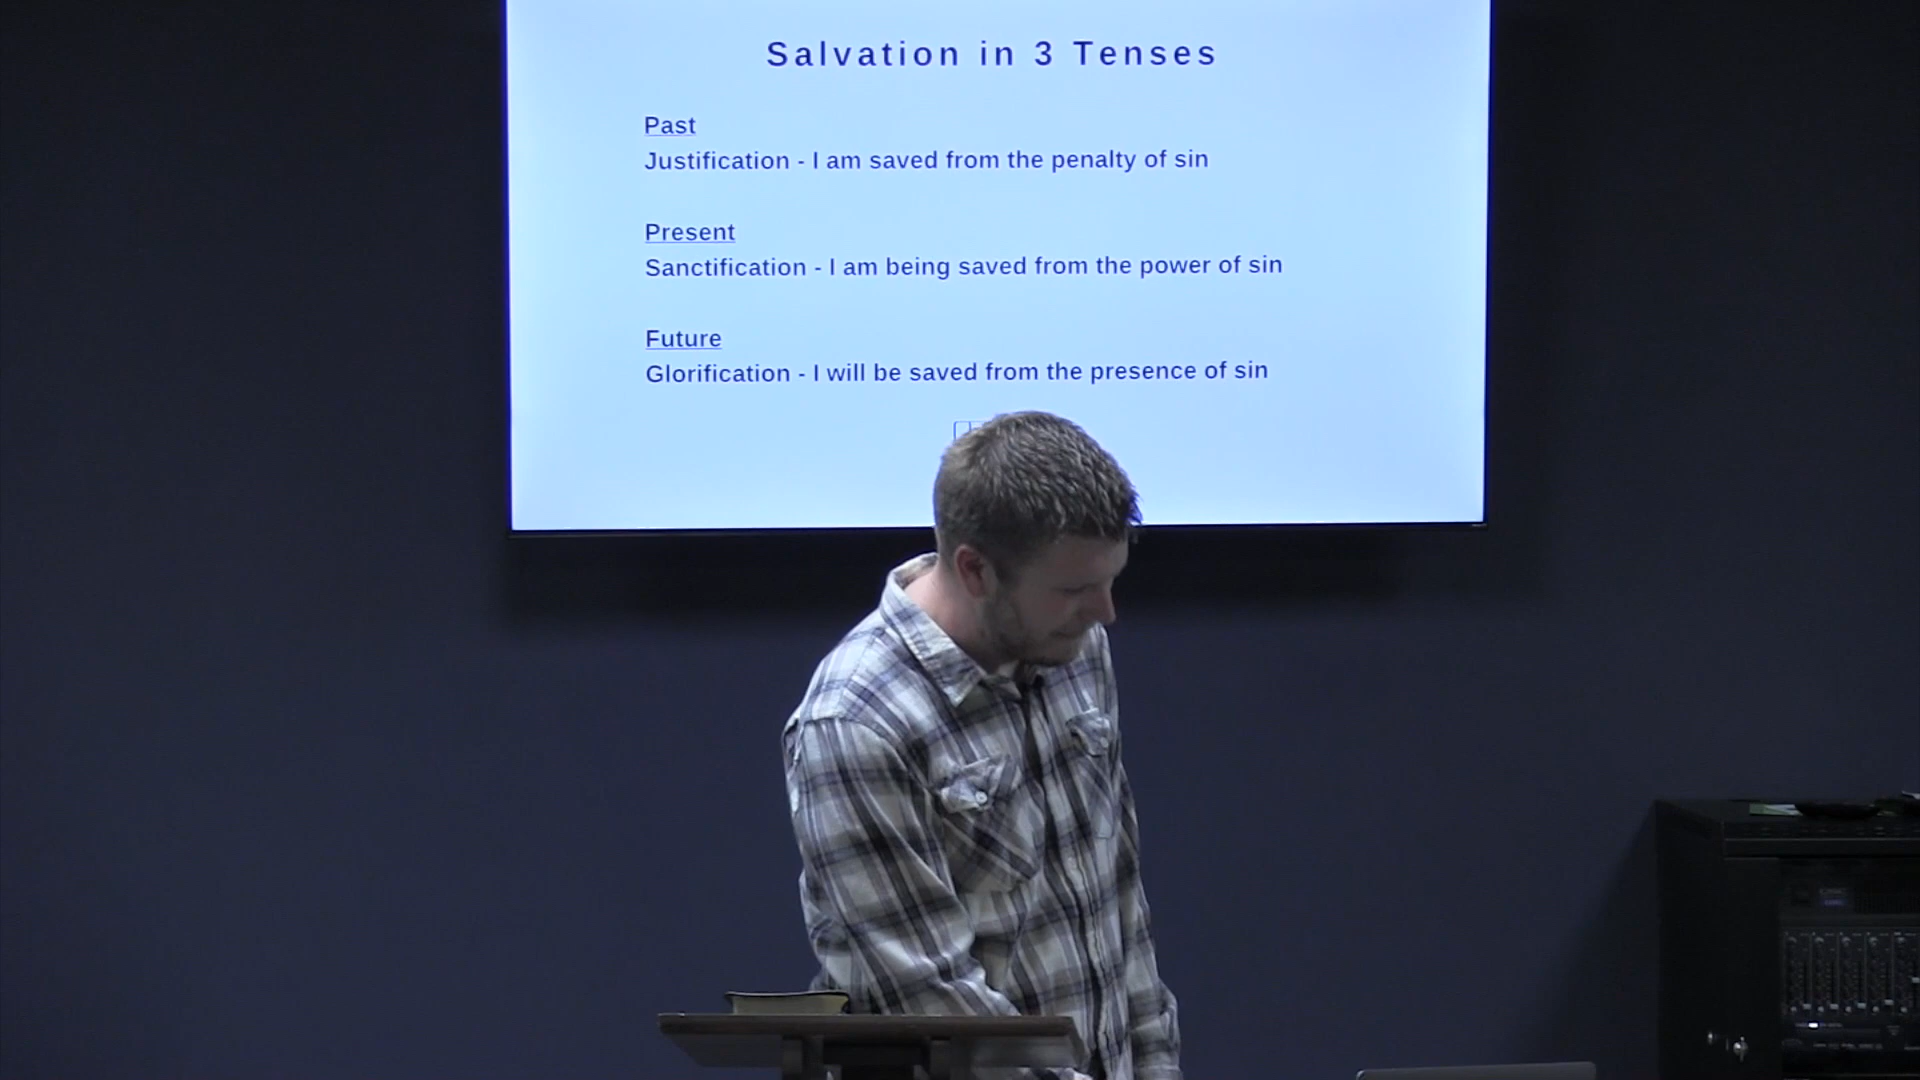 Salvation in 3 Tenses
Past
Justification - I am saved from the penalty of sin
Present
Sanctification - I am being saved from the power of sin
Future
Glorification - I will be saved from the presence of sin